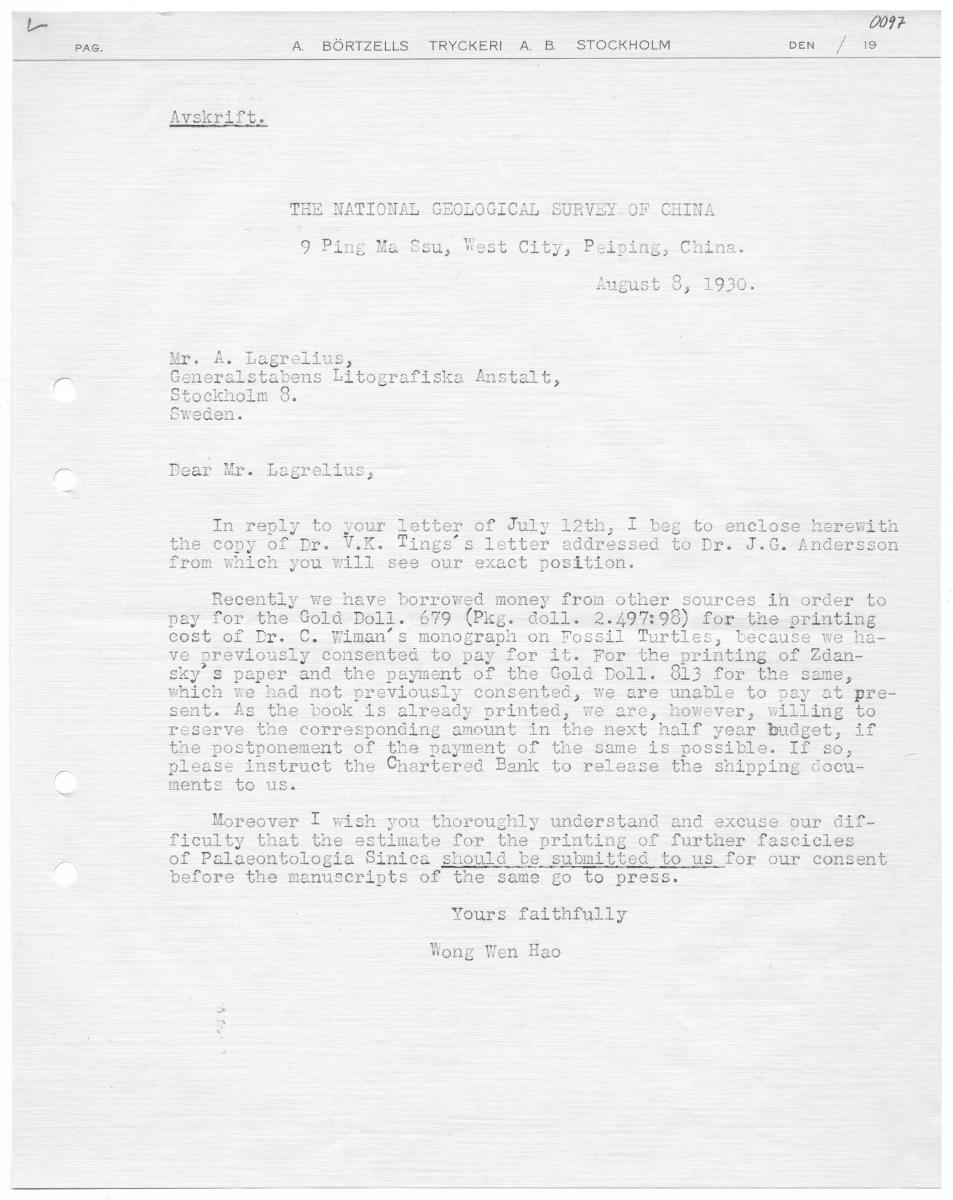 L
0097
PAG. A. BÖRTZELLS TRYCKERI A. B. STOCKHOLM DEN / 19
Avskrift.
THE NATIONAL GEOLOGICAL SURVEY OF CHINA
9 Ping Ma Ssu, West City, Peiping, China.
August 8, 1930.
Mr. A. Lagrelius,
Generalstabens Litografiska Anstalt,
Stockholm 8.
Sweden.
Dear Mr. Lagrelius,
In reply to your letter of July 12th, I beg to enclose herewith
the copy of Dr. V.K. Tings's letter addressed to Dr. J.G. Andersson
from which you will see our exact position.
Recently we have borrowed money from other sources in order to
pay for the Gold Doll. 679 (Pkg. doll. 2.497:98) for the printing
cost of Dr. C. Wiman's monograph on Fossil Turtles, because we ha-
ve previously consented to pay for it. For the printing of Zdan-
sky's paper and the payment of the Gold Doll. 813 for the same,
which we had not previously consented, we are unable to pay at pre-
sent. As the book is already printed, we are, however, willing to
reserve the corresponding amount in the next half year budget, if
the postponement of the payment of the same is possible. If so,
please instruct the Chartered Bank to release the shipping docu-
ments to us.
Moreover I wish you thoroughly understand and excuse our dif-
ficulty that the estimate for the printing of further fascicles
of Palaeontologia Sinica should be submitted to us for our consent
before the manuscripts of the same go to press.
Yours faithfully
Wong Wen Hao